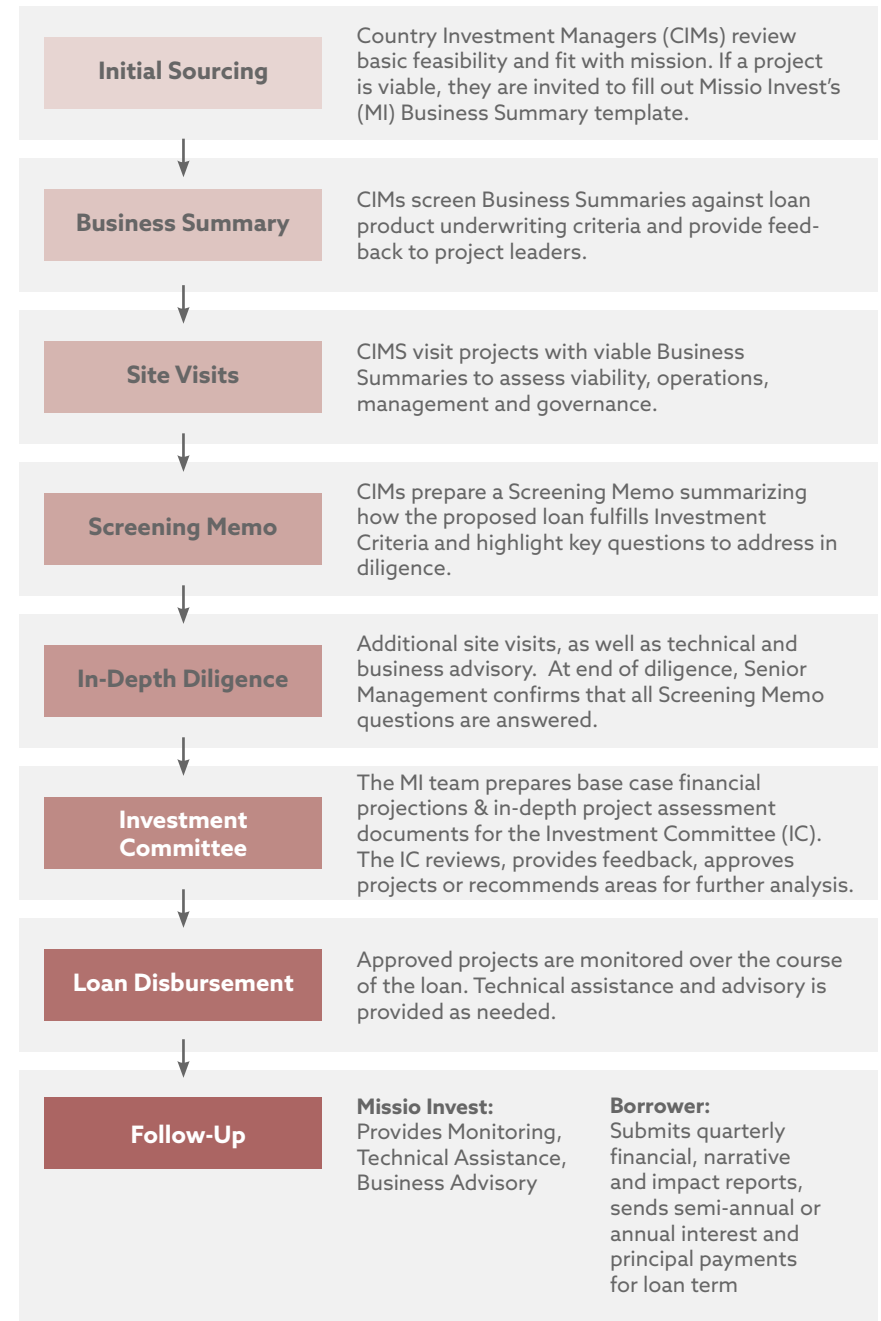 Initial Sourcing
Country Investment Managers (CIMs) review
basic feasibility and fit with mission. If a project
is viable, they are invited to fill out Missio Invest’s
(MI) Business Summary template.
Business Summary
CIMs screen Business Summaries against loan
product underwriting criteria and provide feed-
back to project leaders.
Site Visits
CIMS visit projects with viable Business
Summaries to assess viability, operations,
management and governance.
Screening Memo
CIMs prepare a Screening Memo summarizing
how the proposed loan fulfills Investment
Criteria and highlight key questions to address in
diligence.
In-Depth Diligence
Additional site visits, as well as technical and
business advisory.  At end of diligence, Senior
Management confirms that all Screening Memo
questions are answered.
Investment
Committee
The MI team prepares base case financial
projections & in-depth project assessment
documents for the Investment Committee (IC).
The IC reviews, provides feedback, approves
projects or recommends areas for further analysis.
Loan Disbursement
Approved projects are monitored over the course
of the loan. Technical assistance and advisory is
provided as needed.
Follow-Up
Missio Invest:
Provides Monitoring,
Technical Assistance,
Business Advisory
Borrower:
Submits quarterly
financial, narrative
and impact reports,
sends semi-annual or
annual interest and
principal payments
for loan term